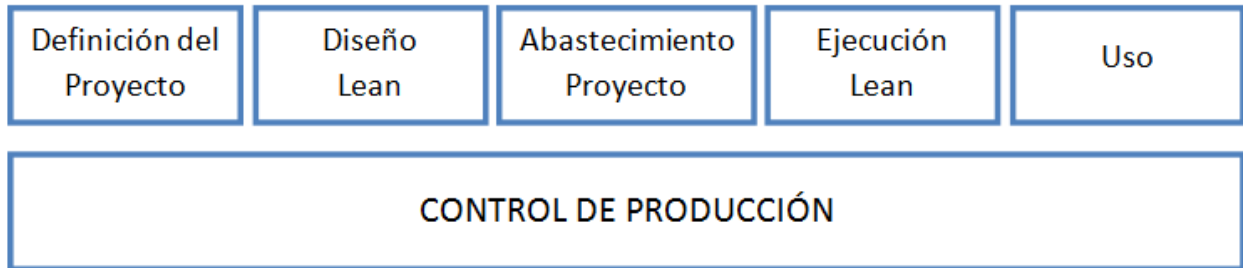 Definición del
Proyecto
Diseño
Lean
Abastecimiento
Proyecto
Ejecución
Lean
Uso
CONTROL DE PRODUCCIÓN